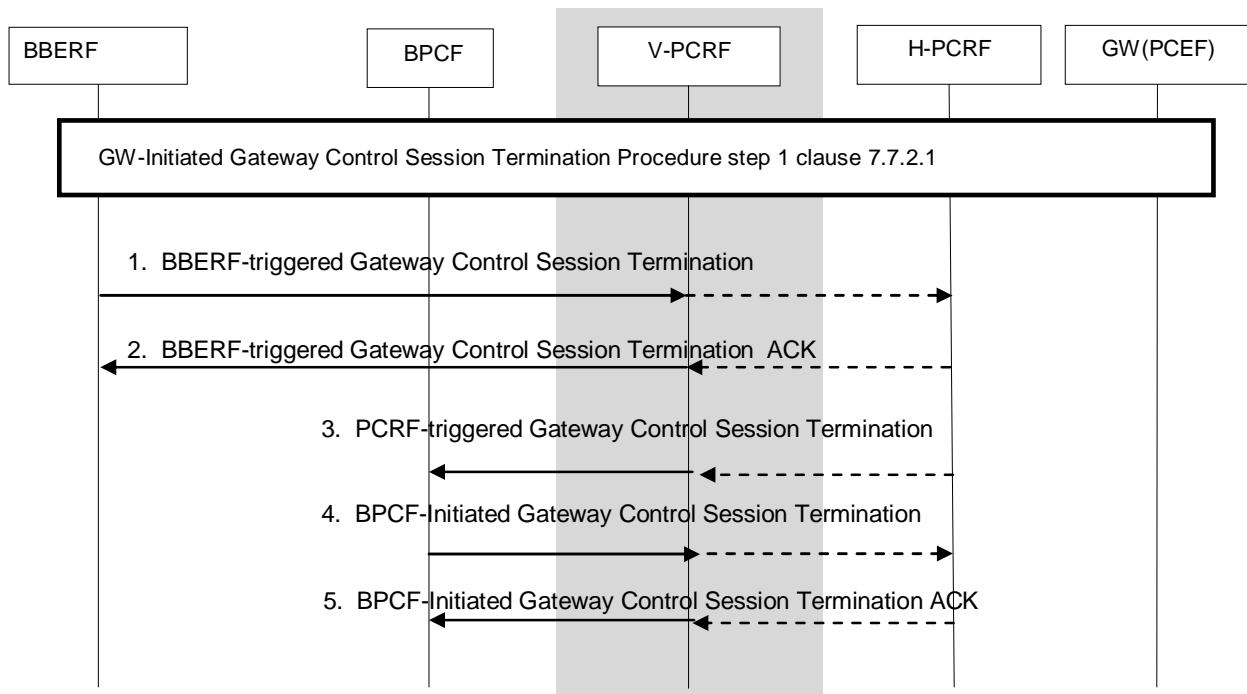 BBERF
BPCF
V-PCRF
H-PCRF
GW(PCEF)
GW-Initiated Gateway Control Session Termination Procedure step 1 clause 7.7.2.1
1. BBERF-triggered Gateway Control Session Termination
2. BBERF-triggered Gateway Control Session Termination ACK
3. PCRF-triggered Gateway Control Session Termination
4. BPCF-Initiated Gateway Control Session Termination
5. BPCF-Initiated Gateway Control Session Termination ACK